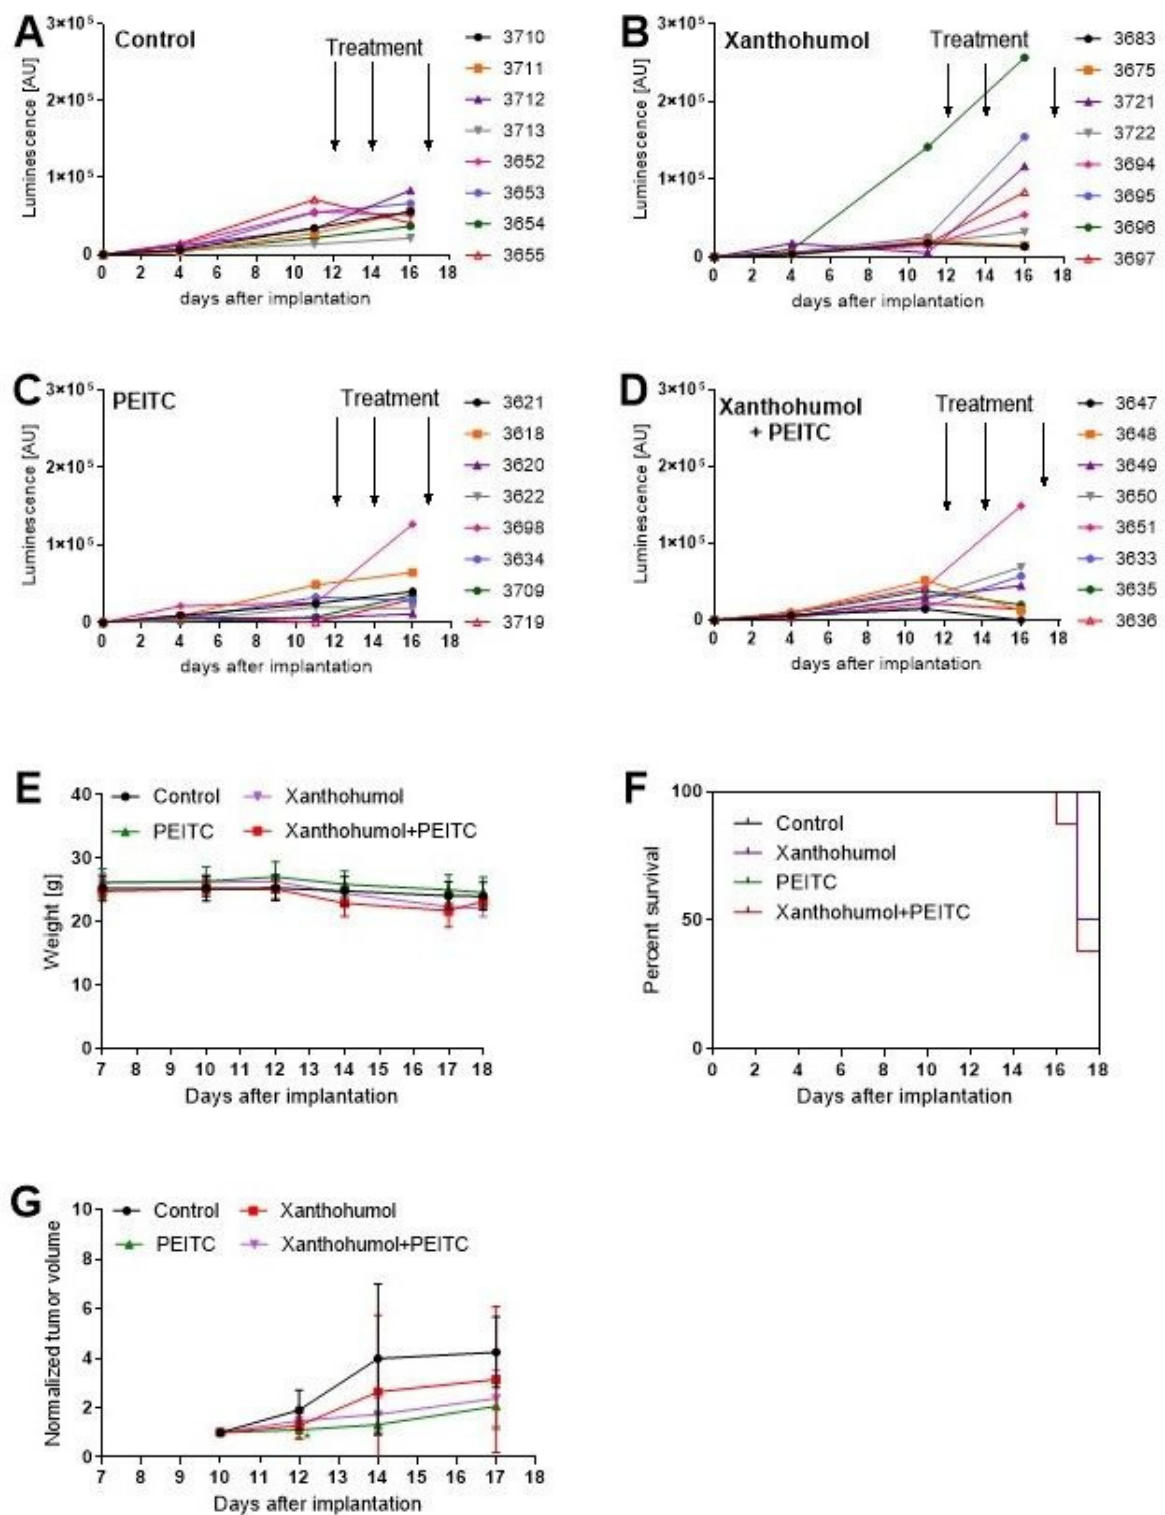 A
Control
Treatment
3×10⁵
2×10⁵
1×10⁵
0
Luminescence [AU]
0 2 4 6 8 10 12 14 16 18
days after implantation
3710
3711
3712
3713
3652
3653
3654
3655
B
Xanthohumol
Treatment
3×10⁵
2×10⁵
1×10⁵
0
Luminescence [AU]
0 2 4 6 8 10 12 14 16 18
days after implantation
3683
3675
3721
3722
3694
3695
3696
3697
C
PEITC
Treatment
3×10⁵
2×10⁵
1×10⁵
0
Luminescence [AU]
0 2 4 6 8 10 12 14 16 18
days after implantation
3621
3618
3620
3622
3698
3634
3709
3719
D
Xanthohumol
+ PEITC
Treatment
3×10⁵
2×10⁵
1×10⁵
0
Luminescence [AU]
0 2 4 6 8 10 12 14 16 18
days after implantation
3647
3648
3649
3650
3651
3633
3635
3636
E
Control Xanthohumol
PEITC Xanthohumol+PEITC
40
30
20
10
0
Weight [g]
7 8 9 10 11 12 13 14 15 16 17 18
Days after implantation
F
Control
Xanthohumol
PEITC
Xanthohumol+PEITC
100
50
0
Percent survival
0 2 4 6 8 10 12 14 16 18
Days after implantation
G
Control Xanthohumol
PEITC Xanthohumol+PEITC
10
8
6
4
2
0
Normalized tumor volume
7 8 9 10 11 12 13 14 15 16 17 18
Days after implantation